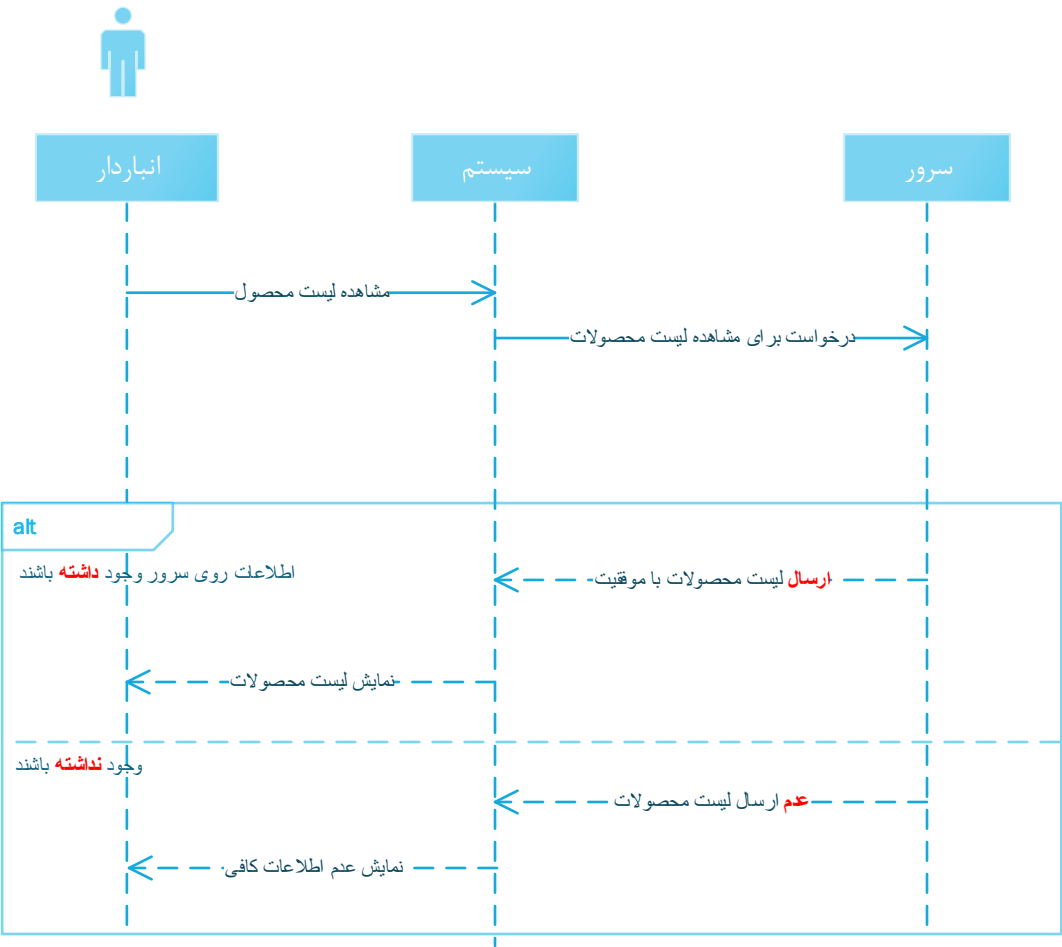 انباردار
سیستم
سرور
مشاهده لیست محصول
درخواست برای مشاهده لیست محصولات
alt
اطلاعات روی سرور وجود داشته باشند
ارسال لیست محصولات با موفقیت
نمایش لیست محصولات
وجود نداشته باشند
عدم ارسال لیست محصولات
نمایش عدم اطلاعات کافی